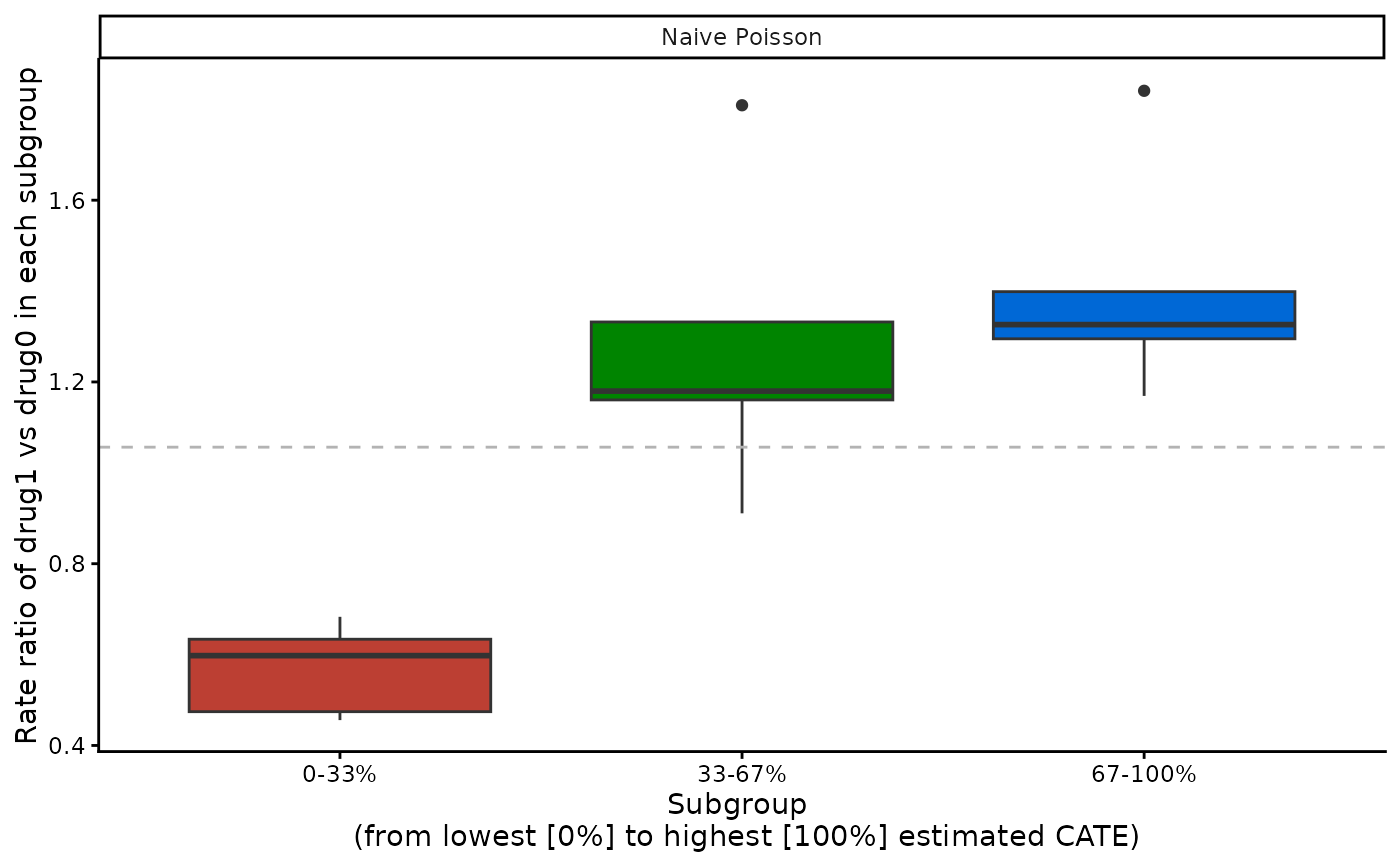 Naive Poisson
Rate ratio of drug1 vs drug0 in each subgroup
1.6
1.2
0.8
0.4
0-33%
33-67%
67-100%
Subgroup
(from lowest [0%] to highest [100%] estimated CATE)